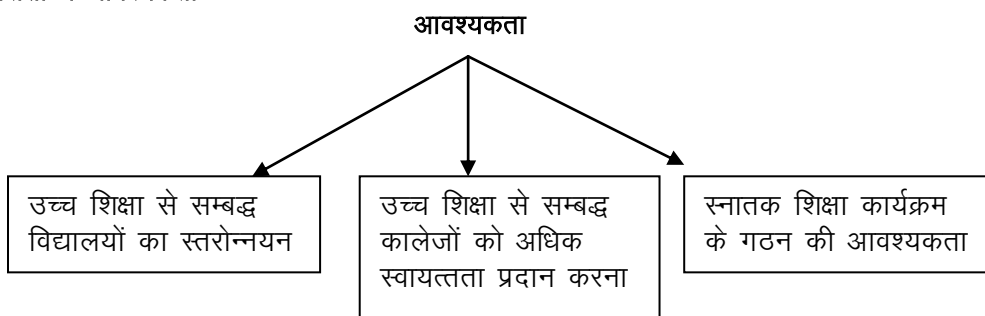 आवश्यकता
उच्च शिक्षा से सम्बद्ध
विद्यालयों का स्तरोन्नयन
उच्च शिक्षा से सम्बद्ध
कालेजों को अधिक
स्वायत्तता प्रदान करना
स्नातक शिक्षा कार्यक्रम
के गठन की आवश्यकता